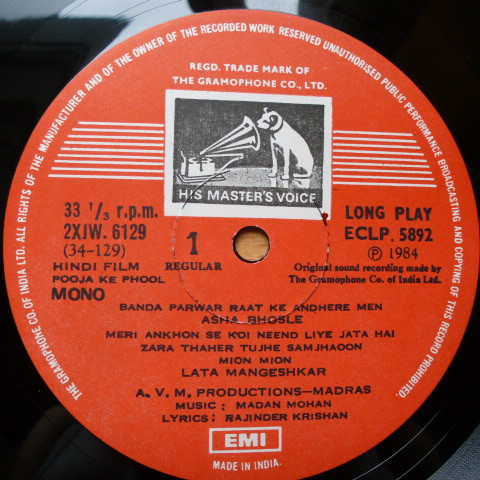 THE GRAMOPHONE CO. OF INDIA LTD. ALL RIGHTS OF THE MANUFACTURER AND OF THE OWNER OF THE RECORDED WORK RESERVED UNAUTHORISED PUBLIC PERFORMANCE BROADCASTING AND COPYING OF THIS RECORD PROHIBITED.
REGD. TRADE MARK OF
THE GRAMOPHONE CO., LTD.
HIS MASTER'S VOICE
33 1/3 r.p.m.
2XJW. 6129
(34-129)
1
REGULAR
LONG PLAY
ECLP. 5892
Ⓟ 1984
HINDI FILM
POOJA KE PHOOL
MONO
Original sound recording made by
The Gramophone Co. of India Ltd.
BANDA PARWAR RAAT KE ANDHERE MEN
ASHA BHOSLE
MERI ANKHON SE KOI NEEND LIYE JATA HAI
ZARA THAHER TUJHE SAMJHAOON
MION MION
LATA MANGESHKAR
A. V. M. PRODUCTIONS—MADRAS
MUSIC : MADAN MOHAN
LYRICS : RAJINDER KRISHAN
EMI
MADE IN INDIA.